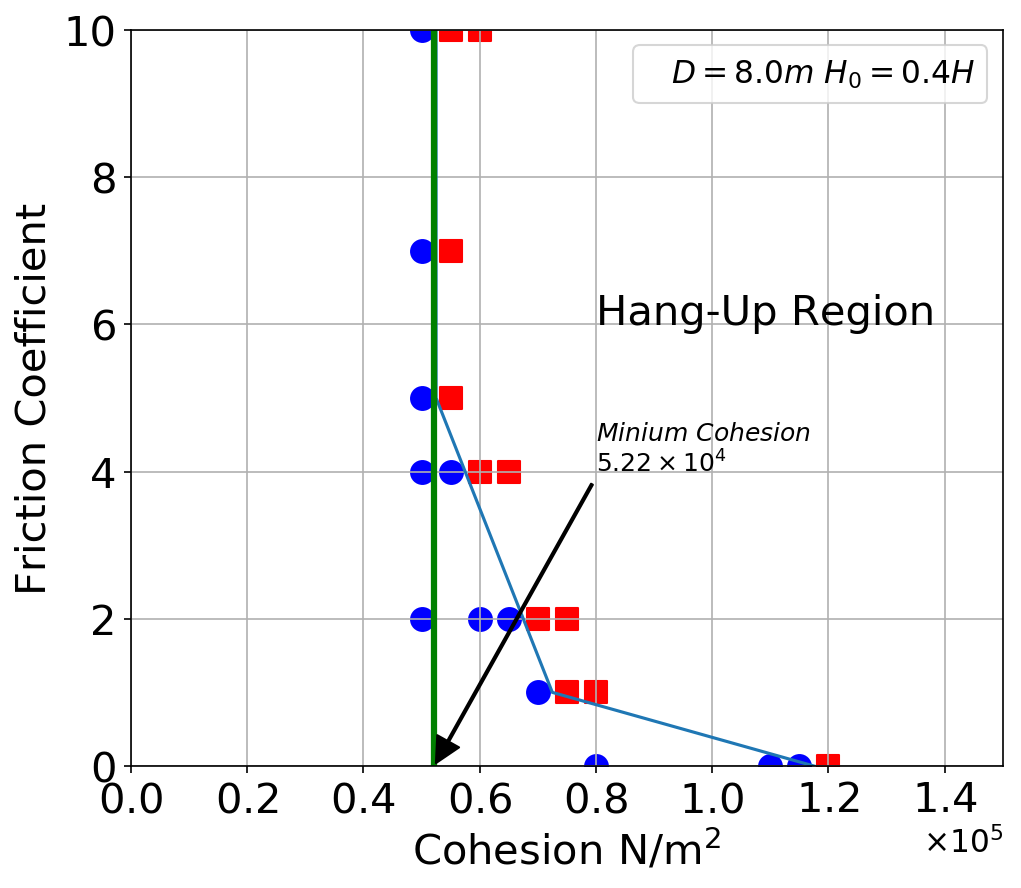 10
8
6
4
2
0
Friction Coefficient
D = 8.0m H₀ = 0.4H
Hang-Up Region
Minium Cohesion
5.22 × 10⁴
0.0 0.2 0.4 0.6 0.8 1.0 1.2 1.4
×10⁵
Cohesion N/m²